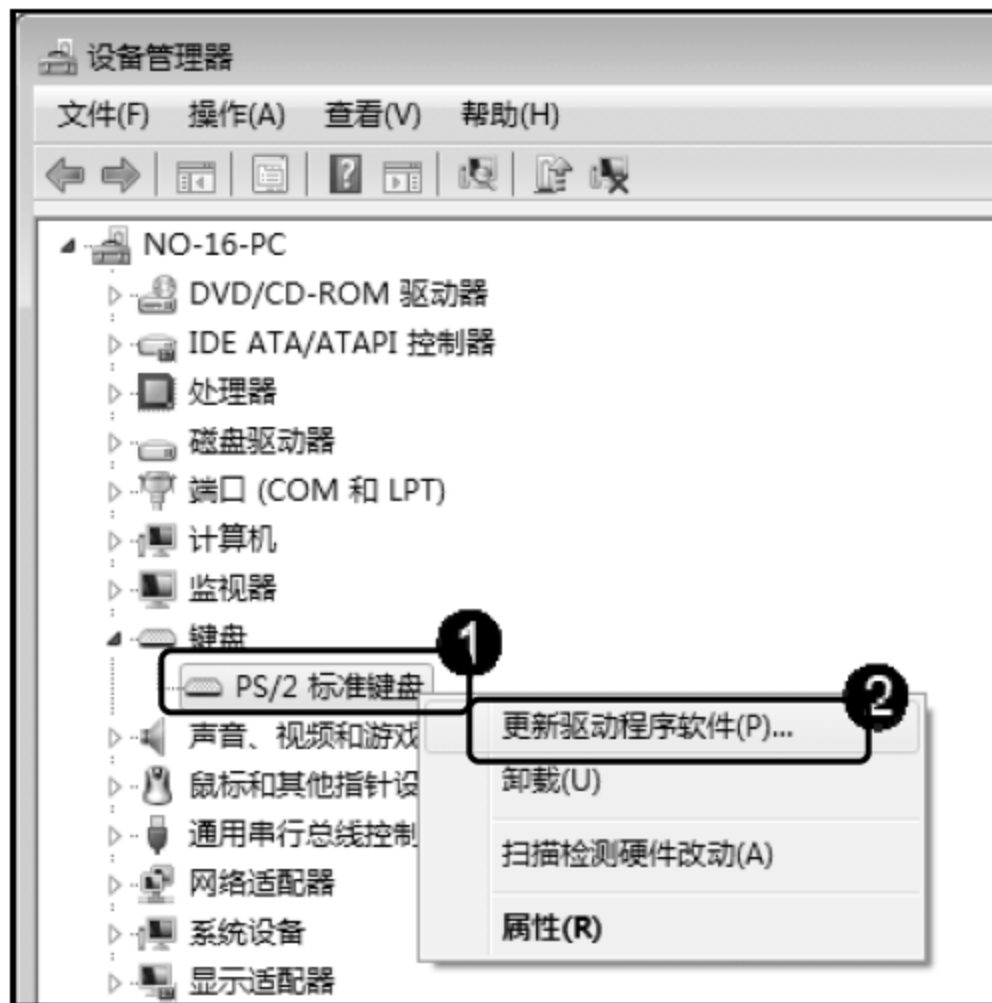 设备管理器
文件(F) 操作(A) 查看(V) 帮助(H)
NO-16-PC
DVD/CD-ROM 驱动器
IDE ATA/ATAPI 控制器
处理器
磁盘驱动器
端口 (COM 和 LPT)
计算机
监视器
键盘
1
PS/2 标准键盘
2
更新驱动程序软件(P)...
声音、视频和游戏
卸载(U)
鼠标和其他指针设
通用串行总线控制
扫描检测硬件改动(A)
网络适配器
属性(R)
系统设备
显示适配器